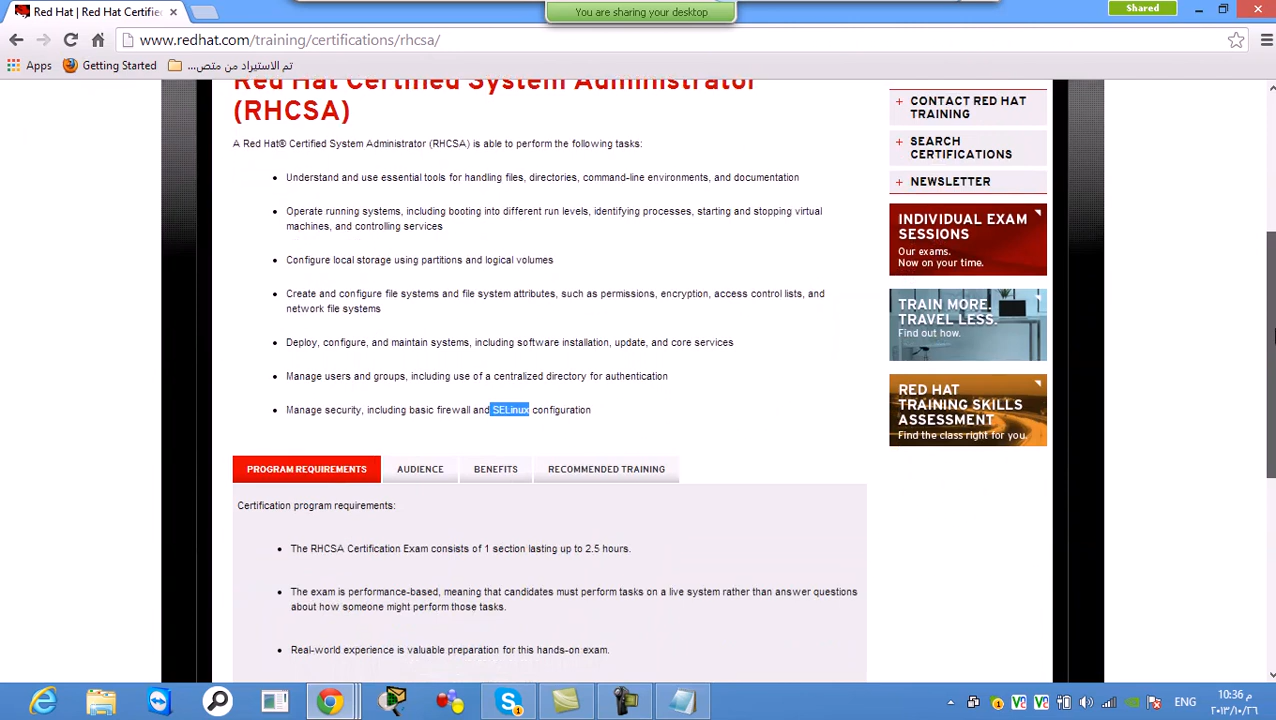 Red Hat | Red Hat Certifie
You are sharing your desktop
Shared
www.redhat.com/training/certifications/rhcsa/
Apps
Getting Started
تم الاستيراد من متص...
Red Hat Certified System Administrator
(RHCSA)
A Red Hat® Certified System Administrator (RHCSA) is able to perform the following tasks:
Understand and use essential tools for handling files, directories, command-line environments, and documentation
Operate running systems, including booting into different run levels, identifying processes, starting and stopping virtual
machines, and controlling services
Configure local storage using partitions and logical volumes
Create and configure file systems and file system attributes, such as permissions, encryption, access control lists, and
network file systems
Deploy, configure, and maintain systems, including software installation, update, and core services
Manage users and groups, including use of a centralized directory for authentication
Manage security, including basic firewall and SELinux configuration
PROGRAM REQUIREMENTS
AUDIENCE
BENEFITS
RECOMMENDED TRAINING
Certification program requirements:
The RHCSA Certification Exam consists of 1 section lasting up to 2.5 hours.
The exam is performance-based, meaning that candidates must perform tasks on a live system rather than answer questions
about how someone might perform those tasks.
Real-world experience is valuable preparation for this hands-on exam.
+ CONTACT RED HAT
TRAINING
+ SEARCH
CERTIFICATIONS
+ NEWSLETTER
INDIVIDUAL EXAM
SESSIONS
Our exams.
Now on your time.
TRAIN MORE.
TRAVEL LESS.
Find out how.
RED HAT
TRAINING SKILLS
ASSESSMENT
Find the class right for you.
ENG
10:36 م
٢٠١٣/١٠/٢٦